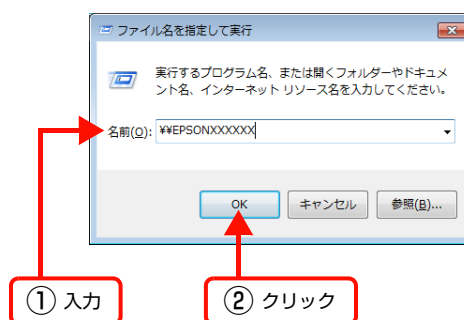 ファイル名を指定して実行
実行するプログラム名、または開くフォルダーやドキュメ
ント名、インターネット リソース名を入力してください。
名前(O): ¥¥EPSONXXXXXX
OK キャンセル 参照(B)...
① 入力 ② クリック